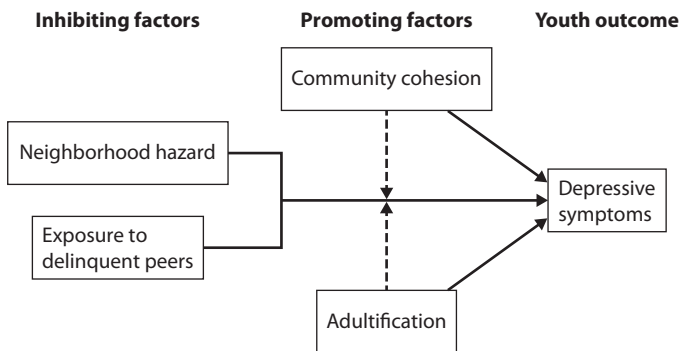 Inhibiting factors
Promoting factors
Youth outcome
Community cohesion
Neighborhood hazard
Exposure to
delinquent peers
Depressive
symptoms
Adultification